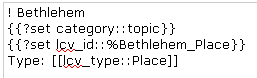 ! Bethlehem
{{?set category::topic}}
{{?set lcv_id::%Bethlehem_Place}}
Type: [[lcv_type::Place]]